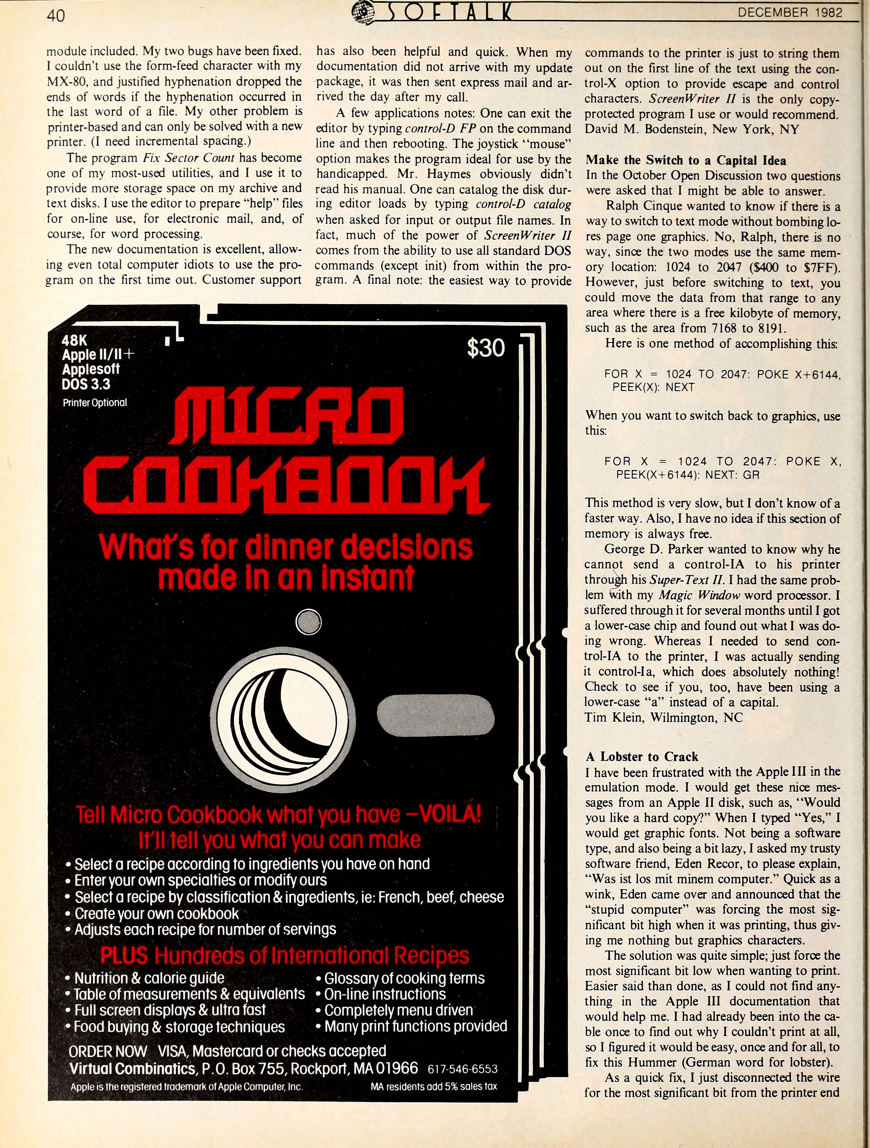 40
SOFTALK
DECEMBER 1982
module included. My two bugs have been fixed.
I couldn't use the form-feed character with my
MX-80, and justified hyphenation dropped the
ends of words if the hyphenation occurred in
the last word of a file. My other problem is
printer-based and can only be solved with a new
printer. (I need incremental spacing.)
The program Fix Sector Count has become
one of my most-used utilities, and I use it to
provide more storage space on my archive and
text disks. I use the editor to prepare "help" files
for on-line use, for electronic mail, and, of
course, for word processing.
The new documentation is excellent, allow-
ing even total computer idiots to use the pro-
gram on the first time out. Customer support
has also been helpful and quick. When my
documentation did not arrive with my update
package, it was then sent express mail and ar-
rived the day after my call.
A few applications notes: One can exit the
editor by typing control-D FP on the command
line and then rebooting. The joystick "mouse"
option makes the program ideal for use by the
handicapped. Mr. Haymes obviously didn't
read his manual. One can catalog the disk dur-
ing editor loads by typing control-D catalog
when asked for input or output file names. In
fact, much of the power of ScreenWriter II
comes from the ability to use all standard DOS
commands (except init) from within the pro-
gram. A final note: the easiest way to provide
commands to the printer is just to string them
out on the first line of the text using the con-
trol-X option to provide escape and control
characters. ScreenWriter II is the only copy-
protected program I use or would recommend.
David M. Bodenstein, New York, NY
Make the Switch to a Capital Idea
In the October Open Discussion two questions
were asked that I might be able to answer.
Ralph Cinque wanted to know if there is a
way to switch to text mode without bombing lo-
res page one graphics. No, Ralph, there is no
way, since the two modes use the same mem-
ory location: 1024 to 2047 ($400 to $7FF).
However, just before switching to text, you
could move the data from that range to any
area where there is a free kilobyte of memory,
such as the area from 7168 to 8191.
Here is one method of accomplishing this:
FOR X = 1024 TO 2047: POKE X+6144,
PEEK(X): NEXT
When you want to switch back to graphics, use
this:
FOR X = 1024 TO 2047: POKE X,
PEEK(X+6144): NEXT: GR
This method is very slow, but I don't know of a
faster way. Also, I have no idea if this section of
memory is always free.
George D. Parker wanted to know why he
cannot send a control-IA to his printer
through his Super-Text II. I had the same prob-
lem with my Magic Window word processor. I
suffered through it for several months until I got
a lower-case chip and found out what I was do-
ing wrong. Whereas I needed to send con-
trol-IA to the printer, I was actually sending
it control-Ia, which does absolutely nothing!
Check to see if you, too, have been using a
lower-case "a" instead of a capital.
Tim Klein, Wilmington, NC
A Lobster to Crack
I have been frustrated with the Apple III in the
emulation mode. I would get these nice mes-
sages from an Apple II disk, such as, "Would
you like a hard copy?" When I typed "Yes," I
would get graphic fonts. Not being a software
type, and also being a bit lazy, I asked my trusty
software friend, Eden Recor, to please explain,
"Was ist los mit minem computer." Quick as a
wink, Eden came over and announced that the
"stupid computer" was forcing the most sig-
nificant bit high when it was printing, thus giv-
ing me nothing but graphics characters.
The solution was quite simple; just force the
most significant bit low when wanting to print.
Easier said than done, as I could not find any-
thing in the Apple III documentation that
would help me. I had already been into the ca-
ble once to find out why I couldn't print at all,
so I figured it would be easy, once and for all, to
fix this Hummer (German word for lobster).
As a quick fix, I just disconnected the wire
for the most significant bit from the printer end
48K
Apple II/II+
Applesoft
DOS 3.3
Printer Optional
$30
MICRO
COOKBOOK
What's for dinner decisions
made in an instant
Tell Micro Cookbook what you have –VOILÁ!
It'll tell you what you can make
• Select a recipe according to ingredients you have on hand
• Enter your own specialties or modify ours
• Select a recipe by classification & ingredients, ie: French, beef, cheese
• Create your own cookbook
• Adjusts each recipe for number of servings
PLUS Hundreds of International Recipes
• Nutrition & calorie guide
• Table of measurements & equivalents
• Full screen displays & ultra fast
• Food buying & storage techniques
• Glossary of cooking terms
• On-line instructions
• Completely menu driven
• Many print functions provided
ORDER NOW VISA, Mastercard or checks accepted
Virtual Combinatics, P.O. Box 755, Rockport, MA 01966 617-546-6553
Apple is the registered trademark of Apple Computer, Inc.
MA residents add 5% sales tax